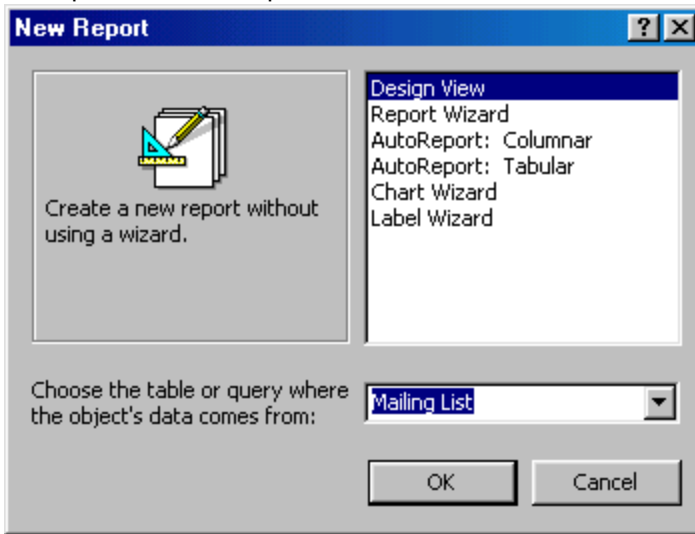 New Report
Create a new report without
using a wizard.
Design View
Report Wizard
AutoReport: Columnar
AutoReport: Tabular
Chart Wizard
Label Wizard
Choose the table or query where
the object's data comes from:
Mailing List
OK
Cancel